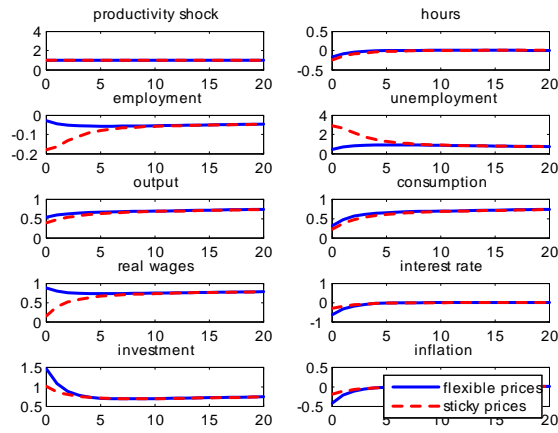 productivity shock
4
2
0
0 5 10 15 20
hours
0.5
0
-0.5
0 5 10 15 20
employment
0
-0.1
-0.2
0 5 10 15 20
unemployment
4
2
0
0 5 10 15 20
output
1
0.5
0
0 5 10 15 20
consumption
1
0.5
0
0 5 10 15 20
real wages
1
0.5
0
0 5 10 15 20
interest rate
1
0
-1
0 5 10 15 20
investment
1.5
1
0.5
0 5 10 15 20
inflation
0.5
0
-0.5
0 5 10 15 20
flexible prices
sticky prices